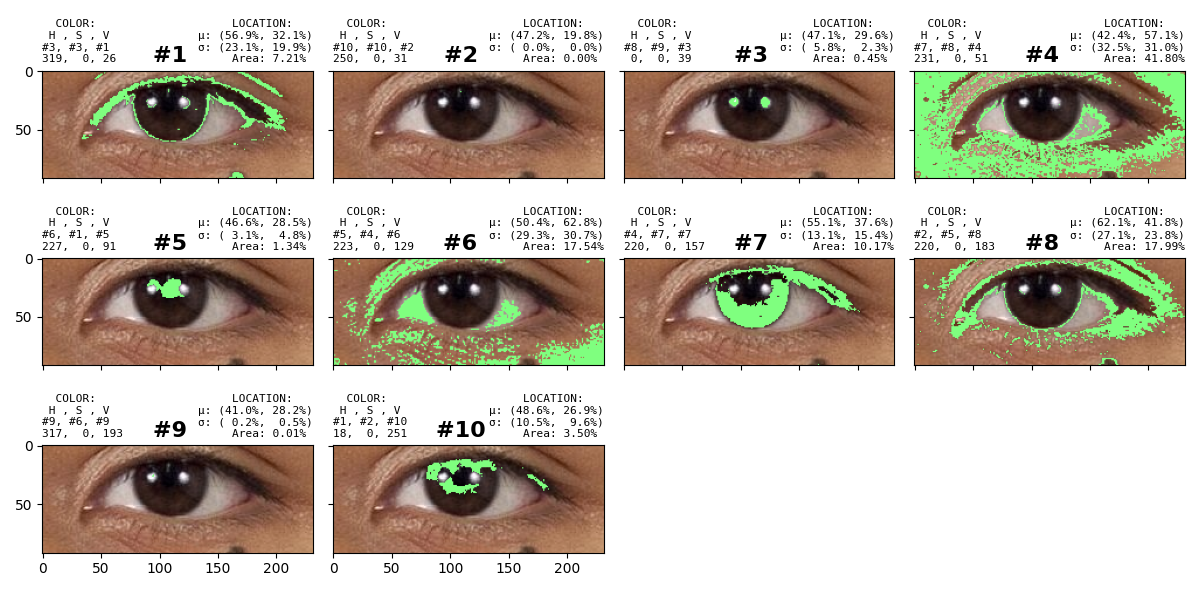 COLOR: LOCATION: COLOR: LOCATION: COLOR: LOCATION: COLOR: LOCATION:
H , S , V μ: (56.9%, 32.1%) H , S , V μ: (47.2%, 19.8%) H , S , V μ: (47.1%, 29.6%) H , S , V μ: (42.4%, 57.1%)
#3, #3, #1 #1 σ: (23.1%, 19.9%) #10, #10, #2 #2 σ: ( 0.0%, 0.0%) #8, #9, #3 #3 σ: ( 5.8%, 2.3%) #7, #8, #4 #4 σ: (32.5%, 31.0%)
319, 0, 26 Area: 7.21% 250, 0, 31 Area: 0.00% 0, 0, 39 Area: 0.45% 231, 0, 51 Area: 41.80%
0
50
COLOR: LOCATION: COLOR: LOCATION: COLOR: LOCATION: COLOR: LOCATION:
H , S , V μ: (46.6%, 28.5%) H , S , V μ: (50.4%, 62.8%) H , S , V μ: (55.1%, 37.6%) H , S , V μ: (62.1%, 41.8%)
#6, #1, #5 #5 σ: ( 3.1%, 4.8%) #5, #4, #6 #6 σ: (29.3%, 30.7%) #4, #7, #7 #7 σ: (13.1%, 15.4%) #2, #5, #8 #8 σ: (27.1%, 23.8%)
227, 0, 91 Area: 1.34% 223, 0, 129 Area: 17.54% 220, 0, 157 Area: 10.17% 220, 0, 183 Area: 17.99%
0
50
COLOR: LOCATION: COLOR: LOCATION:
H , S , V μ: (41.0%, 28.2%) H , S , V μ: (48.6%, 26.9%)
#9, #6, #9 #9 σ: ( 0.2%, 0.5%) #1, #2, #10 #10 σ: (10.5%, 9.6%)
317, 0, 193 Area: 0.01% 18, 0, 251 Area: 3.50%
0
50
0 50 100 150 200 0 50 100 150 200